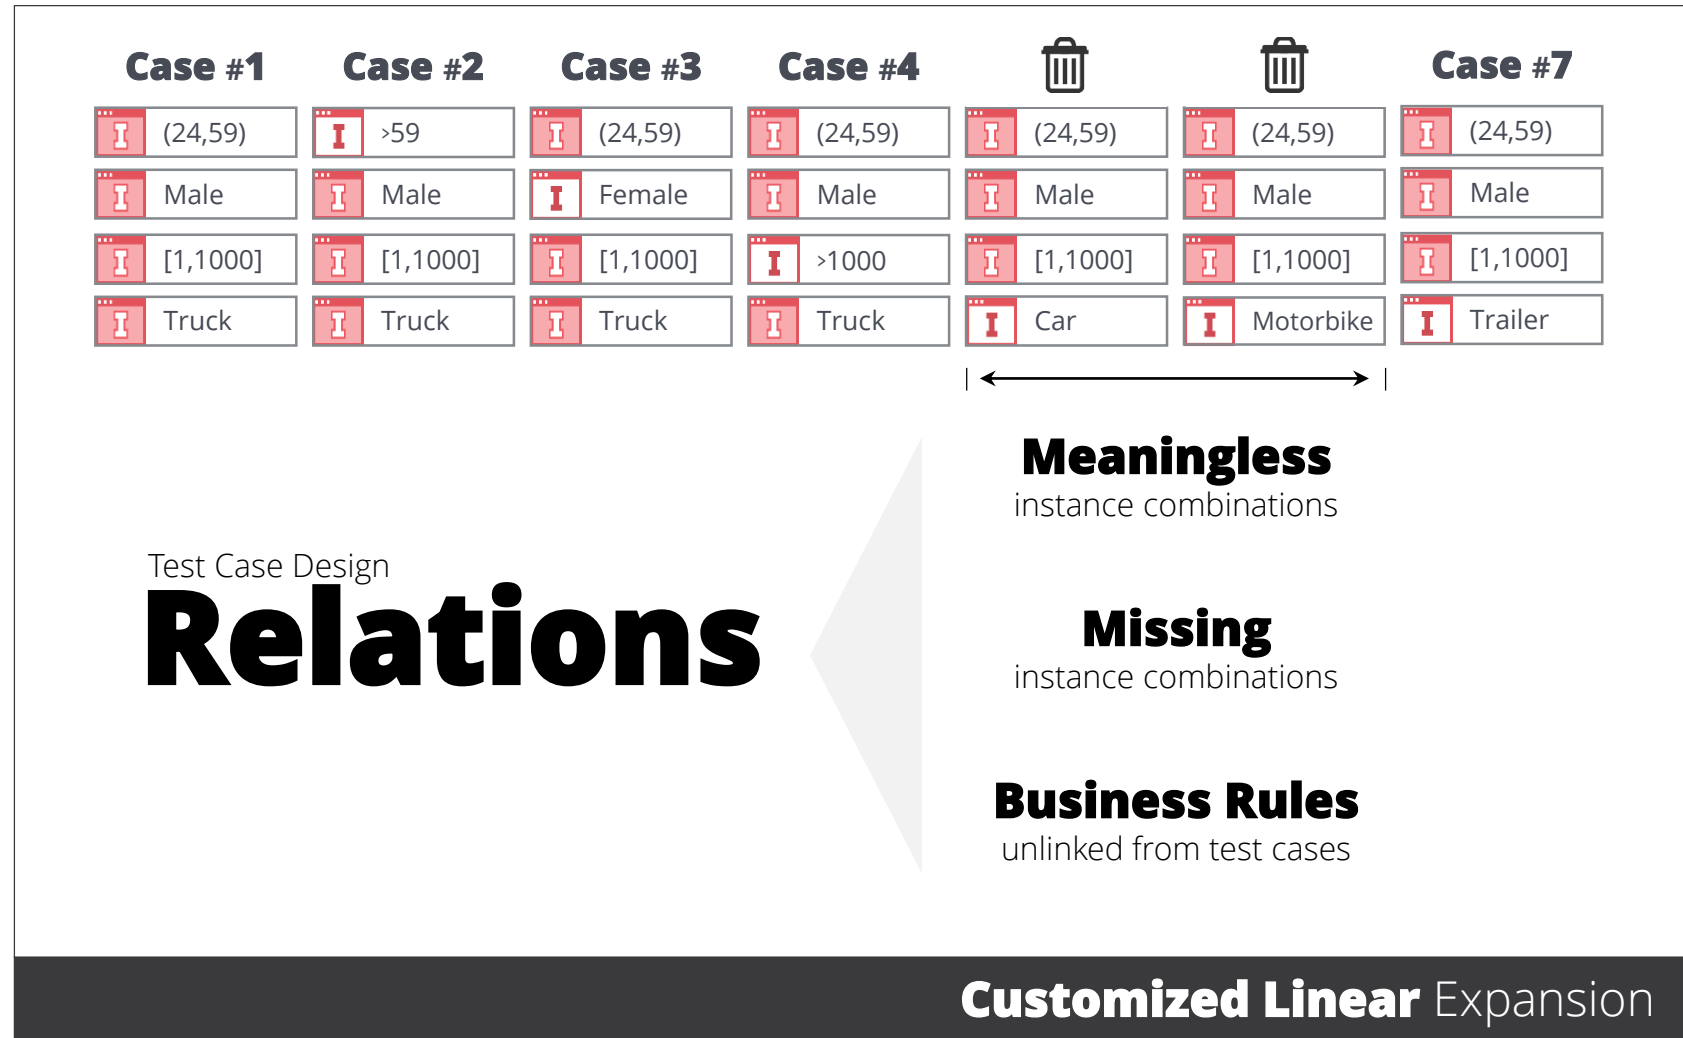 Case #1 Case #2 Case #3 Case #4 Case #7
(24,59) >59 (24,59) (24,59) (24,59) (24,59) (24,59)
Male Male Female Male Male Male Male
[1,1000] [1,1000] [1,1000] >1000 [1,1000] [1,1000] [1,1000]
Truck Truck Truck Truck Car Motorbike Trailer
Meaningless
instance combinations
Test Case Design
Relations
Missing
instance combinations
Business Rules
unlinked from test cases
Customized Linear Expansion